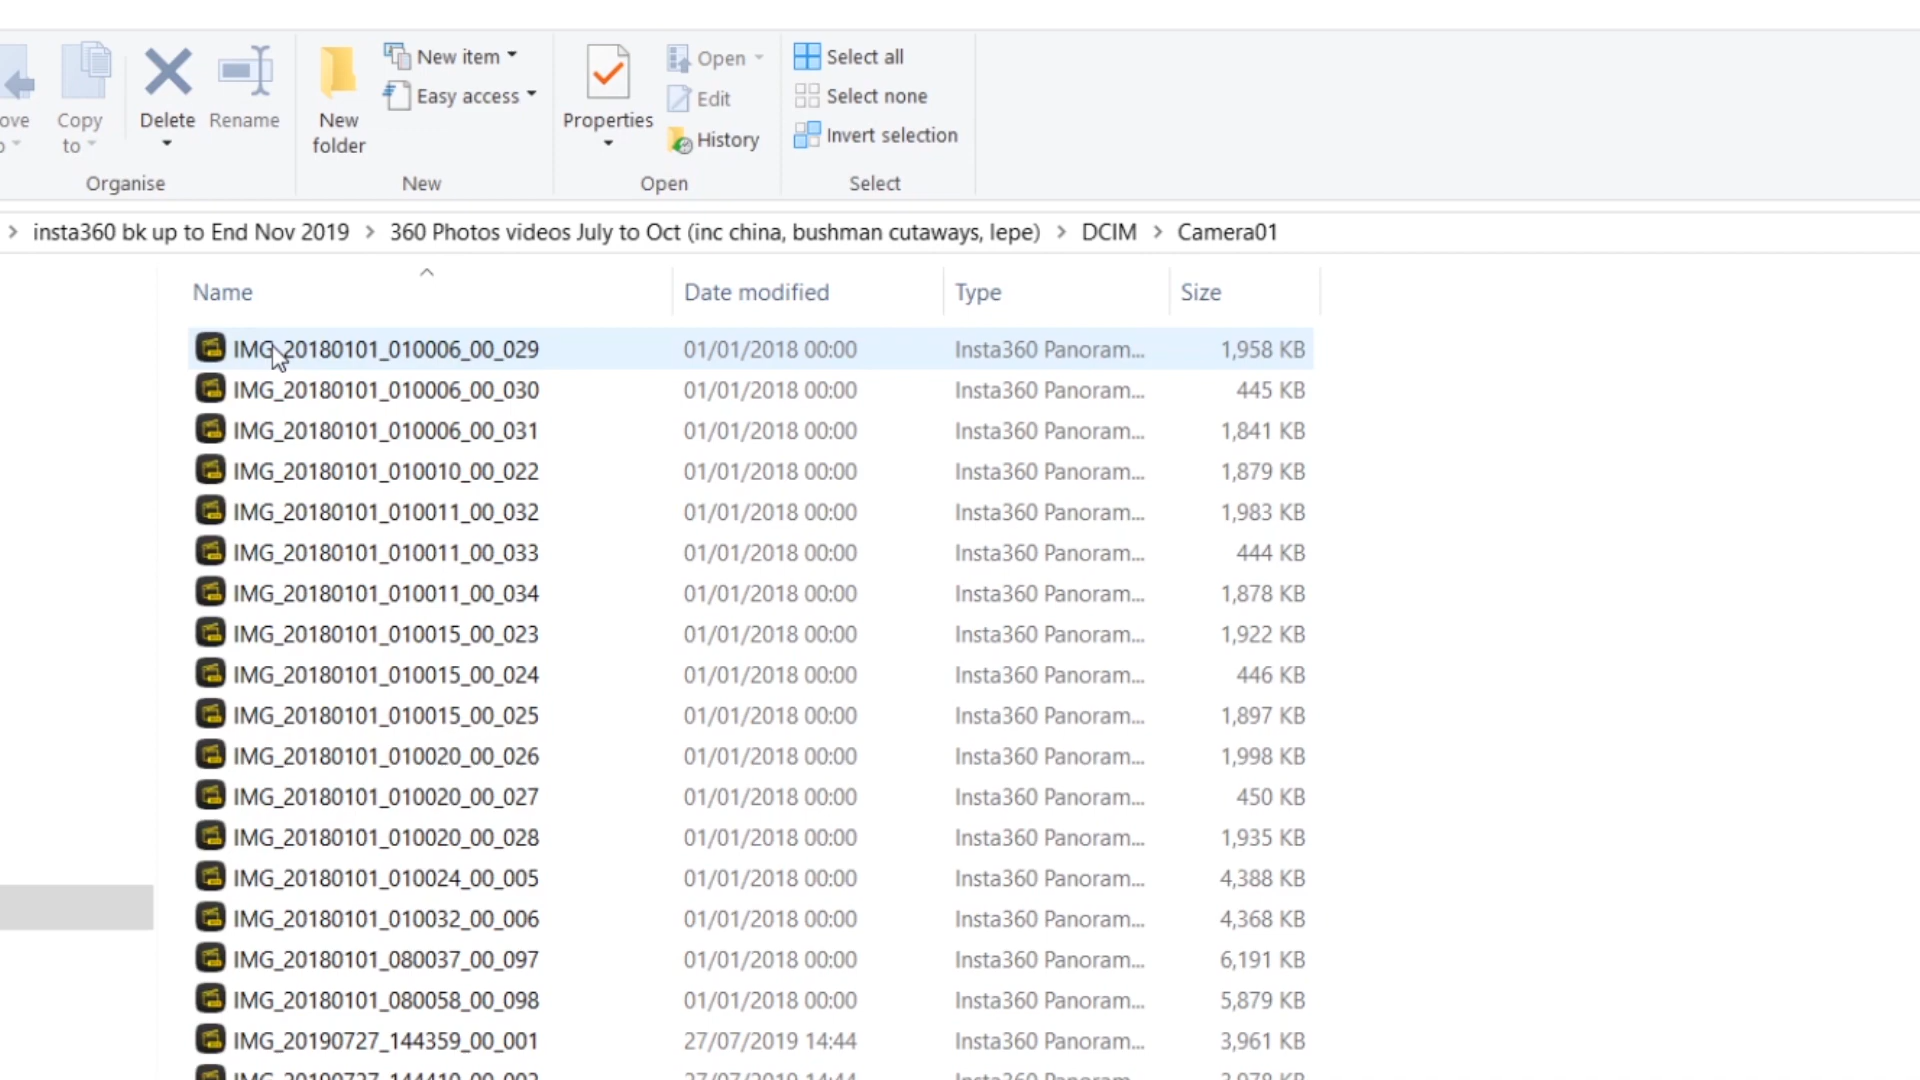 New item
Open
Select all
Easy access
Edit
Select none
Copy to
Delete
Rename
New folder
Properties
History
Invert selection
Organise
New
Open
Select
insta360 bk up to End Nov 2019 > 360 Photos videos July to Oct (inc china, bushman cutaways, lepe) > DCIM > Camera01
Name Date modified Type Size
IMG_20180101_010006_00_029 01/01/2018 00:00 Insta360 Panoram... 1,958 KB
IMG_20180101_010006_00_030 01/01/2018 00:00 Insta360 Panoram... 445 KB
IMG_20180101_010006_00_031 01/01/2018 00:00 Insta360 Panoram... 1,841 KB
IMG_20180101_010010_00_022 01/01/2018 00:00 Insta360 Panoram... 1,879 KB
IMG_20180101_010011_00_032 01/01/2018 00:00 Insta360 Panoram... 1,983 KB
IMG_20180101_010011_00_033 01/01/2018 00:00 Insta360 Panoram... 444 KB
IMG_20180101_010011_00_034 01/01/2018 00:00 Insta360 Panoram... 1,878 KB
IMG_20180101_010015_00_023 01/01/2018 00:00 Insta360 Panoram... 1,922 KB
IMG_20180101_010015_00_024 01/01/2018 00:00 Insta360 Panoram... 446 KB
IMG_20180101_010015_00_025 01/01/2018 00:00 Insta360 Panoram... 1,897 KB
IMG_20180101_010020_00_026 01/01/2018 00:00 Insta360 Panoram... 1,998 KB
IMG_20180101_010020_00_027 01/01/2018 00:00 Insta360 Panoram... 450 KB
IMG_20180101_010020_00_028 01/01/2018 00:00 Insta360 Panoram... 1,935 KB
IMG_20180101_010024_00_005 01/01/2018 00:00 Insta360 Panoram... 4,388 KB
IMG_20180101_010032_00_006 01/01/2018 00:00 Insta360 Panoram... 4,368 KB
IMG_20180101_080037_00_097 01/01/2018 00:00 Insta360 Panoram... 6,191 KB
IMG_20180101_080058_00_098 01/01/2018 00:00 Insta360 Panoram... 5,879 KB
IMG_20190727_144359_00_001 27/07/2019 14:44 Insta360 Panoram... 3,961 KB